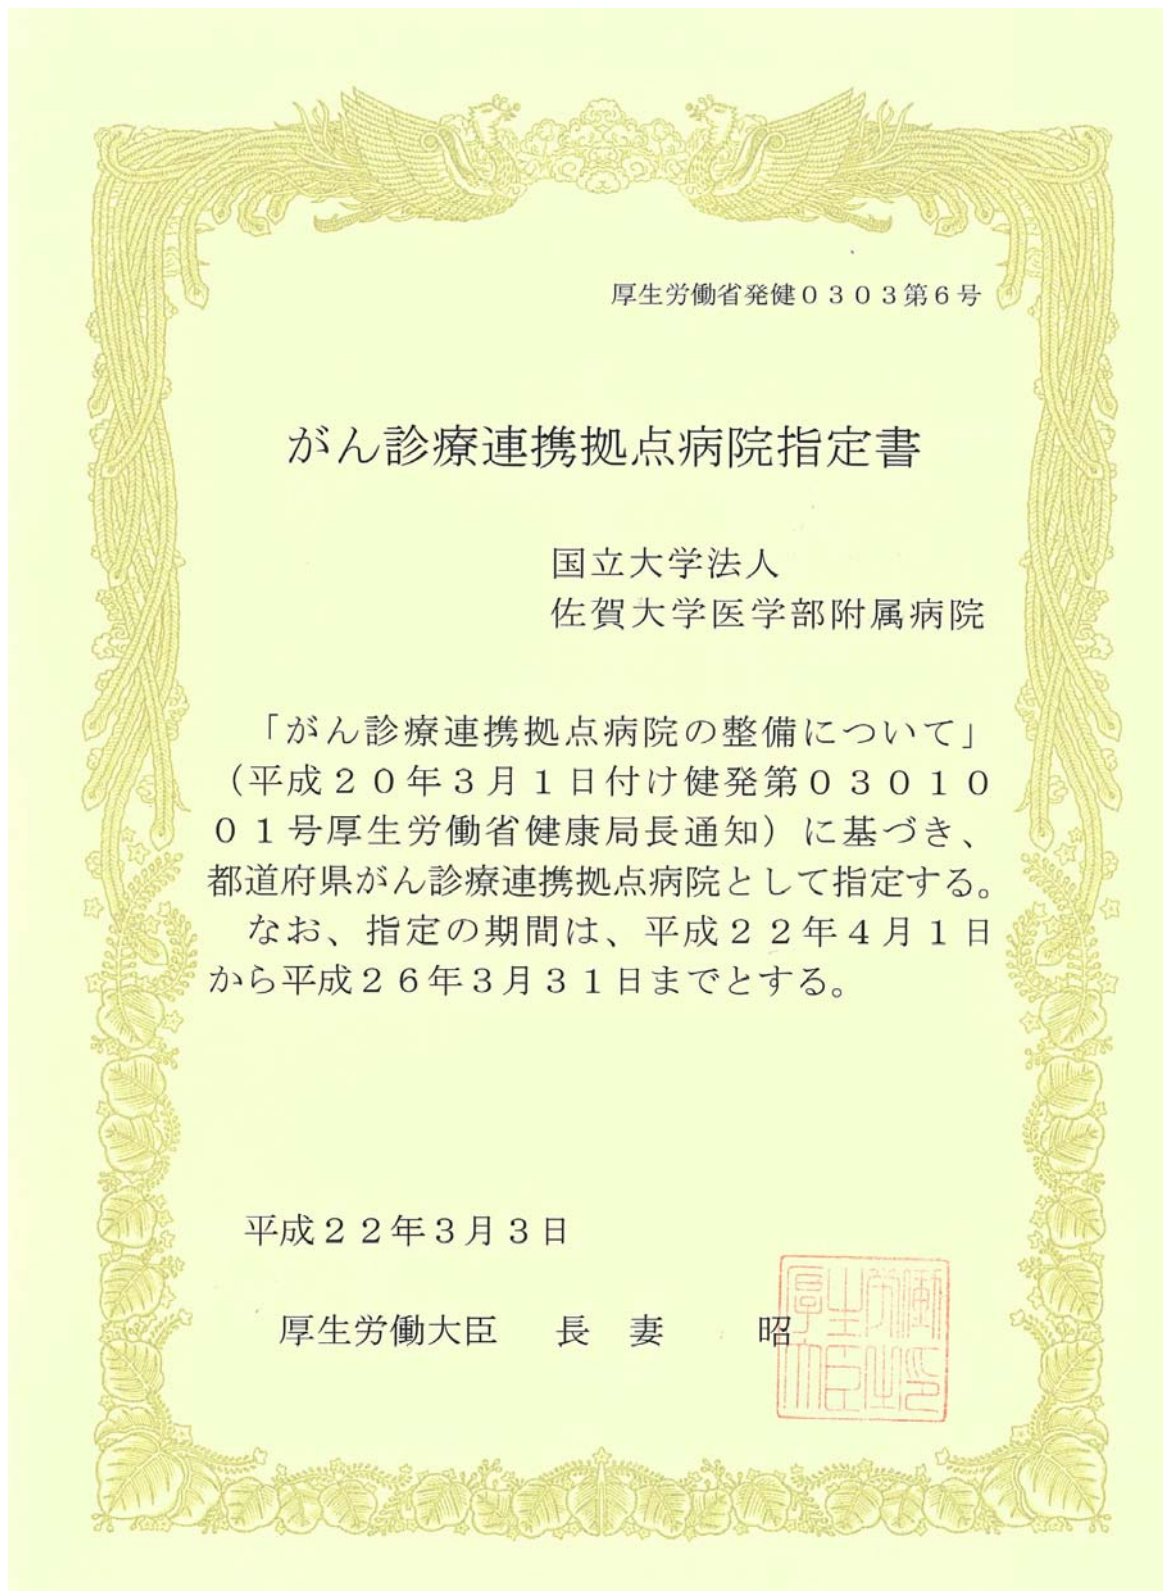 厚生労働省発健０３０３第６号
がん診療連携拠点病院指定書
国立大学法人
佐賀大学医学部附属病院
「がん診療連携拠点病院の整備について」
（平成２０年３月１日付け健発第０３０１０
０１号厚生労働省健康局長通知）に基づき、
都道府県がん診療連携拠点病院として指定する。
なお、指定の期間は、平成２２年４月１日
から平成２６年３月３１日までとする。
平成２２年３月３日
厚生労働大臣　長　妻　　昭
厚生労働
大臣之印